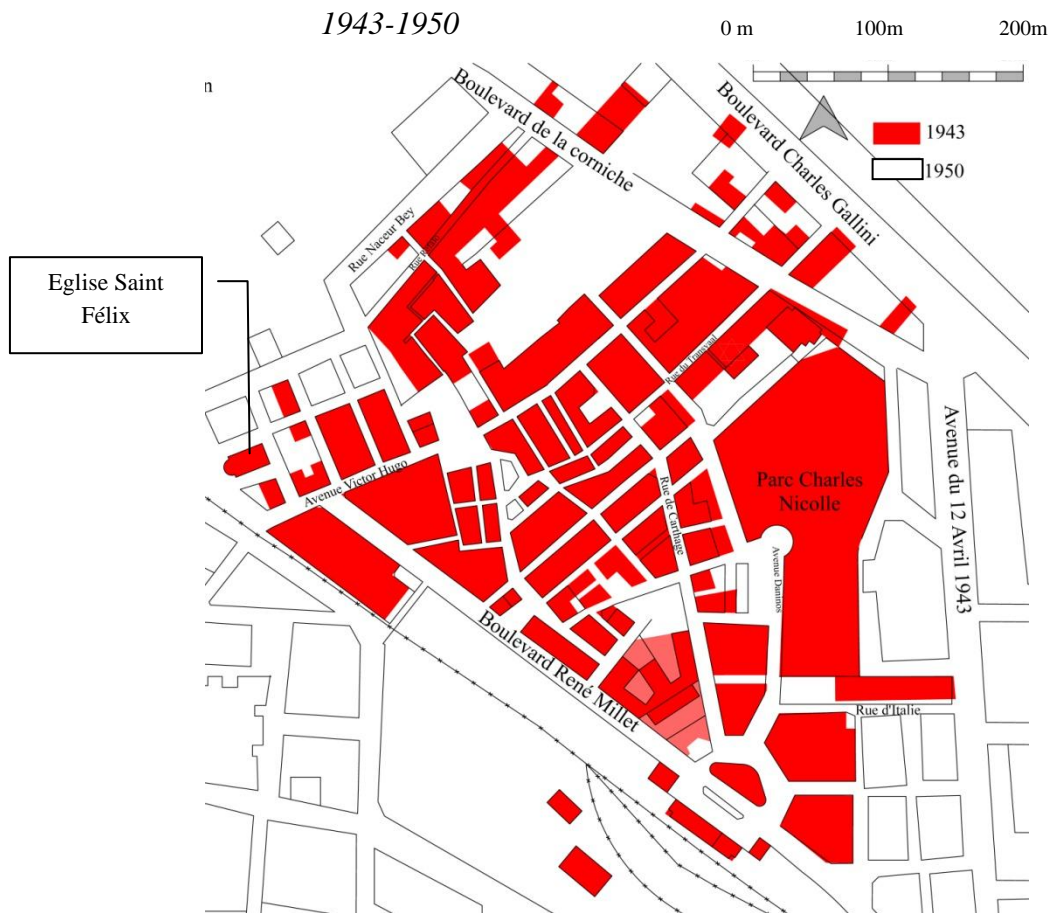 1943-1950
0 m 100m 200m
n
Boulevard de la corniche
Boulevard Charles Gallini
1943
1950
Rue Naceur Bey
Rue
Eglise Saint
Félix
Rue du Transvaal
Avenue Victor Hugo
Rue de Carthage
Parc Charles
Nicolle
Avenue du 12 Avril 1943
Avenue Daninos
Boulevard René Millet
Rue d'Italie